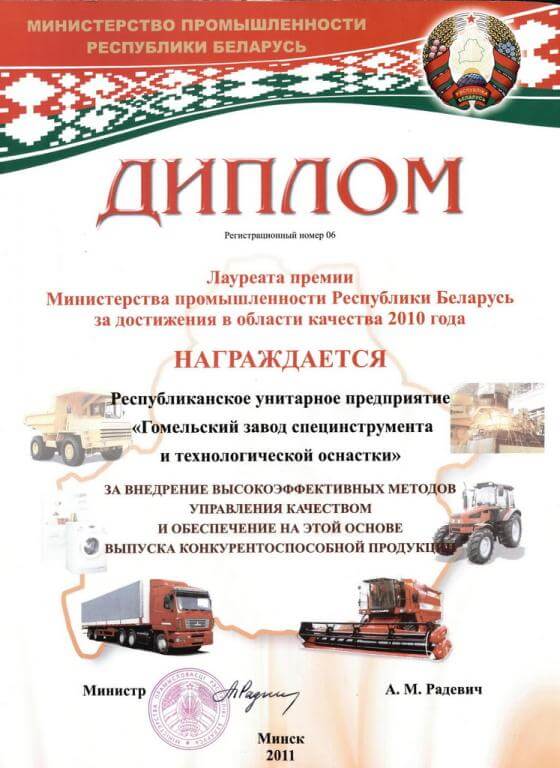 МИНИСТЕРСТВО ПРОМЫШЛЕННОСТИ
РЕСПУБЛИКИ БЕЛАРУСЬ
РЭСПУБЛІКА
БЕЛАРУСЬ
ДИПЛОМ
Регистрационный номер 06
Лауреата премии
Министерства промышленности Республики Беларусь
за достижения в области качества 2010 года
НАГРАЖДАЕТСЯ
Республиканское унитарное предприятие
«Гомельский завод специнструмента
и технологической оснастки»
ЗА ВНЕДРЕНИЕ ВЫСОКОЭФФЕКТИВНЫХ МЕТОДОВ
УПРАВЛЕНИЯ КАЧЕСТВОМ
И ОБЕСПЕЧЕНИЕ НА ЭТОЙ ОСНОВЕ
ВЫПУСКА КОНКУРЕНТОСПОСОБНОЙ ПРОДУКЦИИ
Министр
А. М. Радевич
Минск
2011